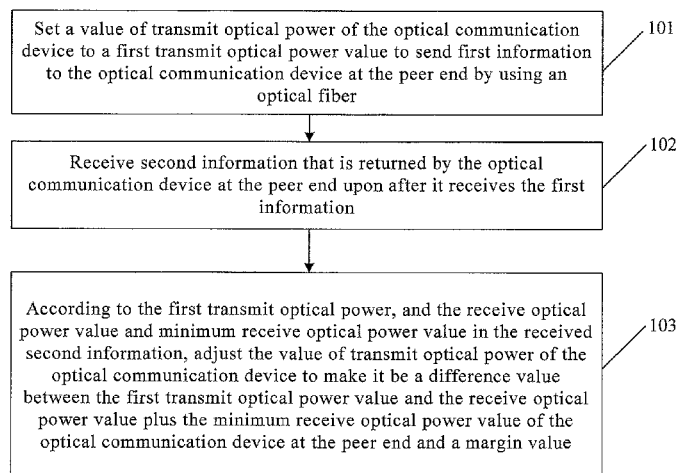 Set a value of transmit optical power of the optical communication
device to a first transmit optical power value to send first information
to the optical communication device at the peer end by using an
optical fiber
101
Receive second information that is returned by the optical
communication device at the peer end upon after it receives the first
information
102
According to the first transmit optical power, and the receive optical
power value and minimum receive optical power value in the received
second information, adjust the value of transmit optical power of the
optical communication device to make it be a difference value
between the first transmit optical power value and the receive optical
power value plus the minimum receive optical power value of the
optical communication device at the peer end and a margin value
103